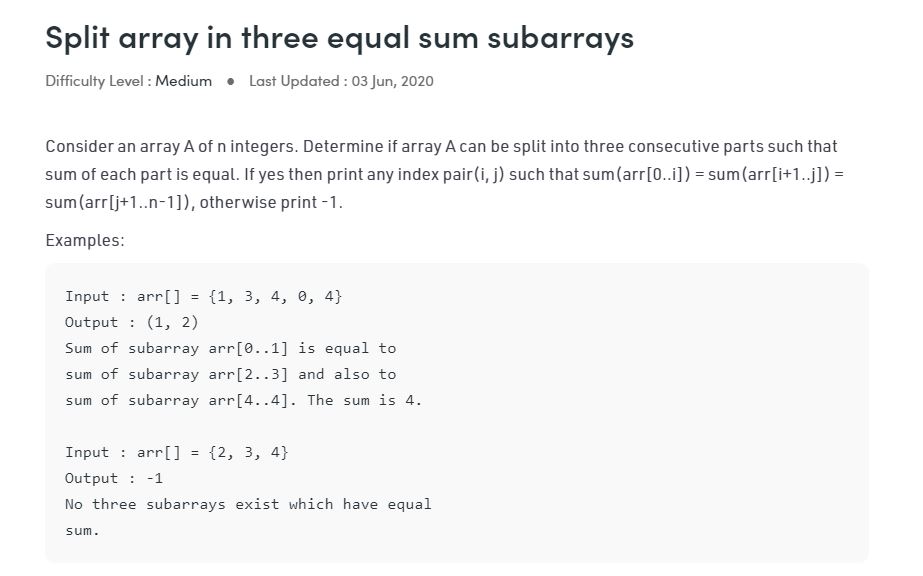 Split array in three equal sum subarrays
Difficulty Level : Medium ● Last Updated : 03 Jun, 2020
Consider an array A of n integers. Determine if array A can be split into three consecutive parts such that
sum of each part is equal. If yes then print any index pair(i, j) such that sum(arr[0..i]) = sum(arr[i+1..j]) =
sum(arr[j+1..n-1]), otherwise print -1.
Examples:
Input : arr[] = {1, 3, 4, 0, 4}
Output : (1, 2)
Sum of subarray arr[0..1] is equal to
sum of subarray arr[2..3] and also to
sum of subarray arr[4..4]. The sum is 4.
Input : arr[] = {2, 3, 4}
Output : -1
No three subarrays exist which have equal
sum.